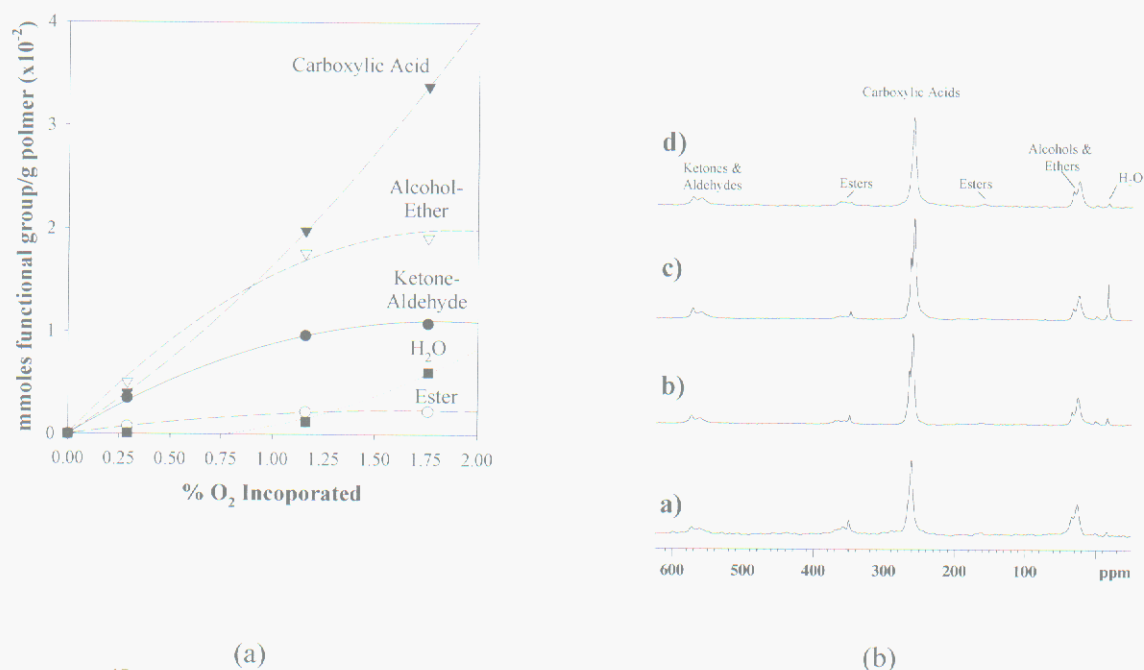 mmoles functional group/g polmer (x10-2)
4
3
2
1
0
Carboxylic Acid
Alcohol-
Ether
Ketone-
Aldehyde
H2O
Ester
0.00 0.25 0.50 0.75 1.00 1.25 1.50 1.75 2.00
% O2 Incoporated
(a)
Carboxylic Acids
d)
Ketones &
Aldehydes
Esters
Esters
Alcohols &
Ethers
c)
b)
a)
600 500 400 300 200 100 ppm
(b)